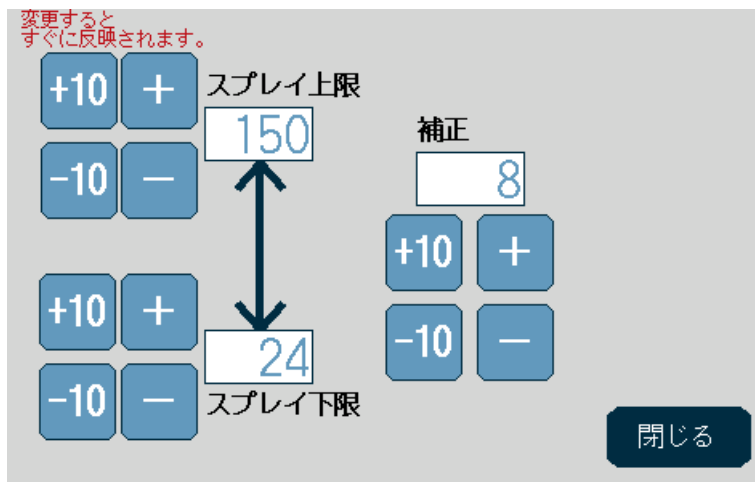 変更すると
すぐに反映されます。
+10 + スプレイ上限
150
-10 -
補正
8
+10 +
-10 -
+10 +
24
-10 -
スプレイ下限
閉じる